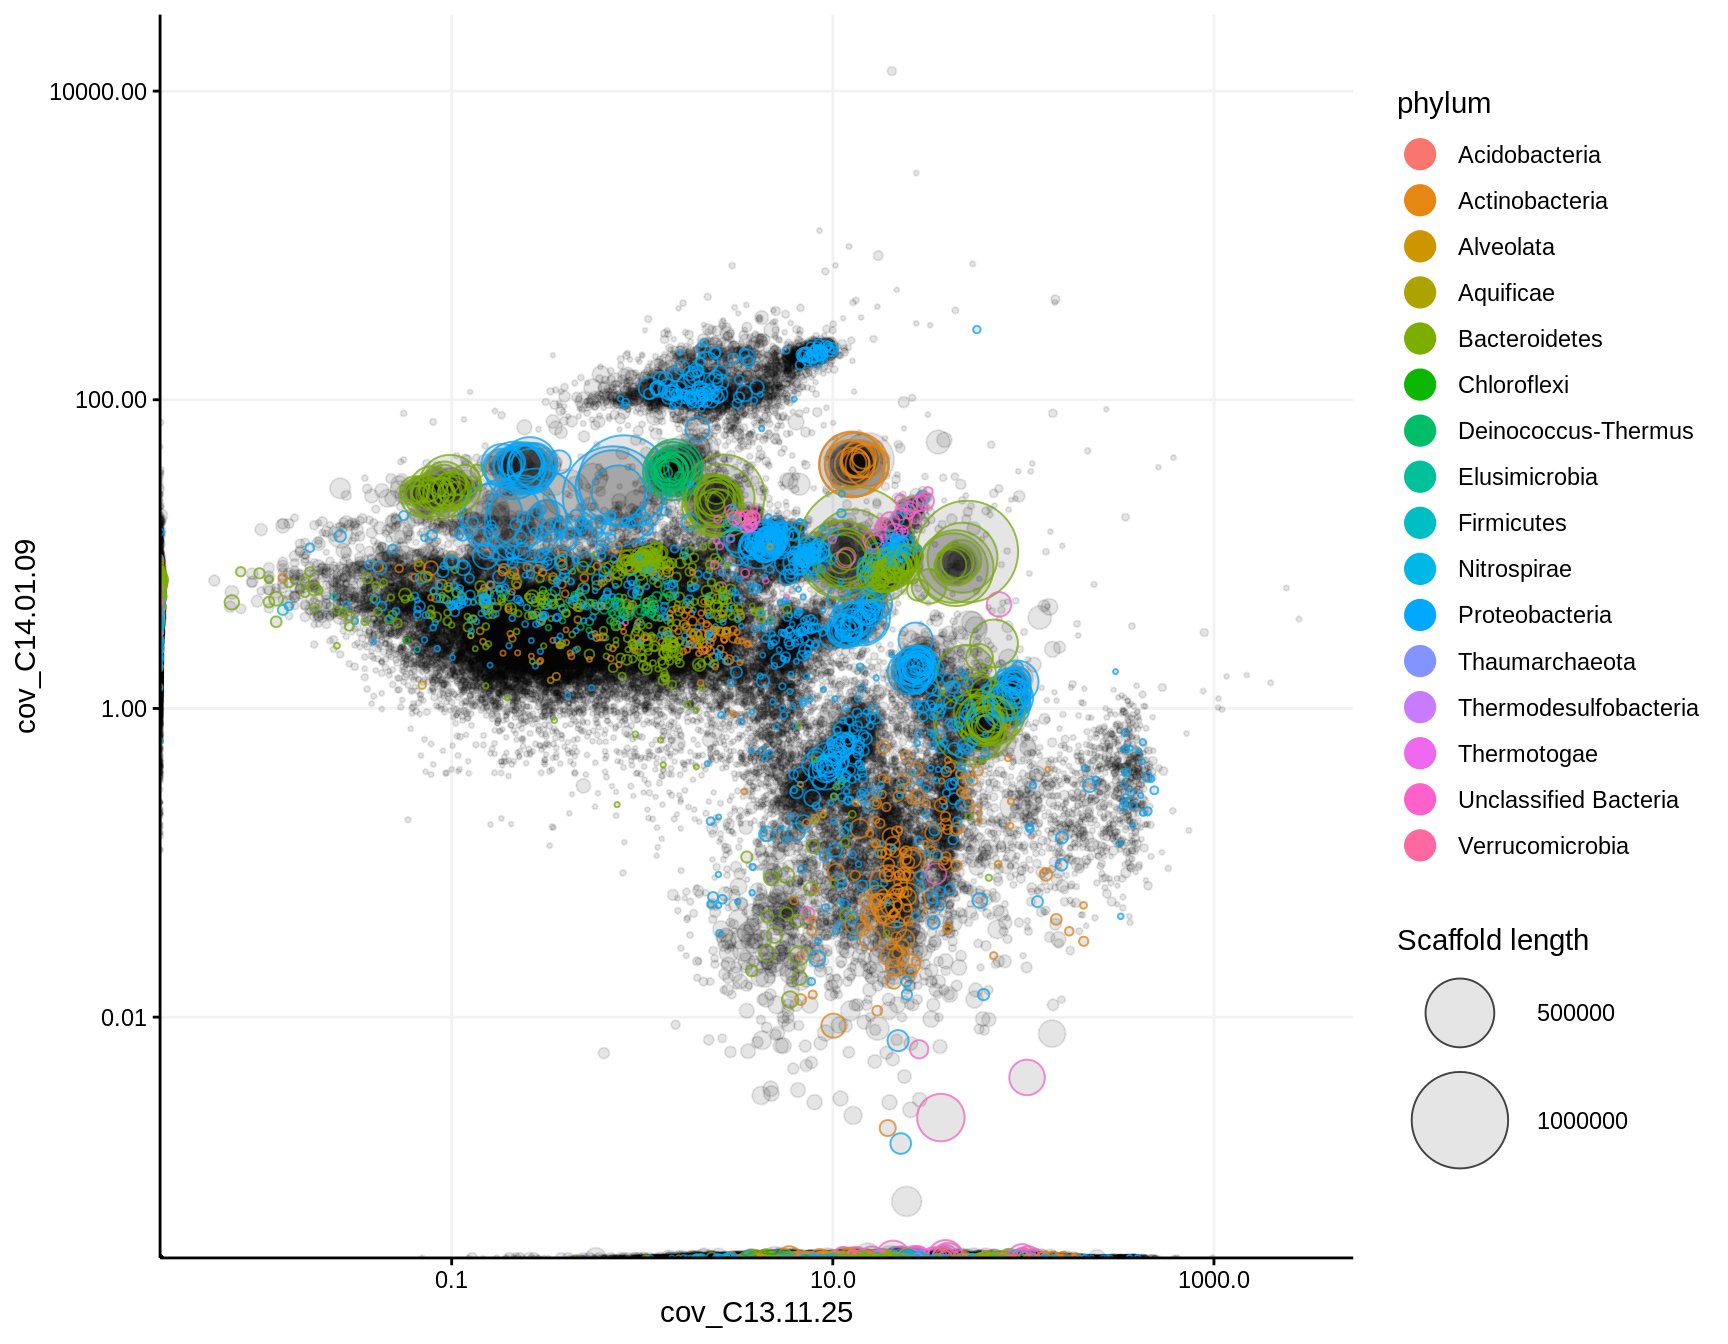 10000.00
100.00
1.00
0.01
cov_C14.01.09
0.1
10.0
1000.0
cov_C13.11.25
phylum
Acidobacteria
Actinobacteria
Alveolata
Aquificae
Bacteroidetes
Chloroflexi
Deinococcus-Thermus
Elusimicrobia
Firmicutes
Nitrospirae
Proteobacteria
Thaumarchaeota
Thermodesulfobacteria
Thermotogae
Unclassified Bacteria
Verrucomicrobia
Scaffold length
500000
1000000